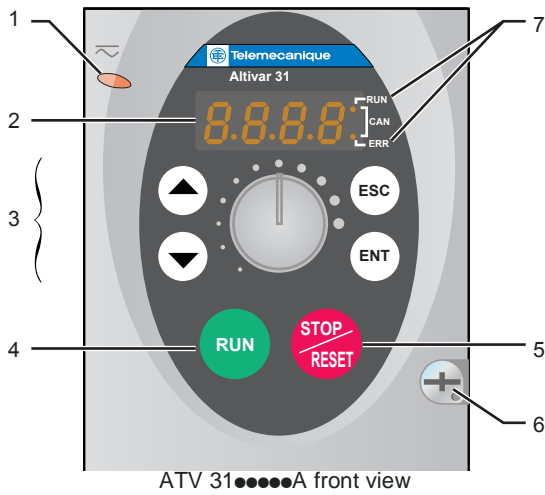 1
7
Telemecanique
Altivar 31
RUN
2
8.8.8.8.
CAN
ERR
3
ESC
ENT
4
RUN
STOP
RESET
5
6
ATV 31●●●●●A front view